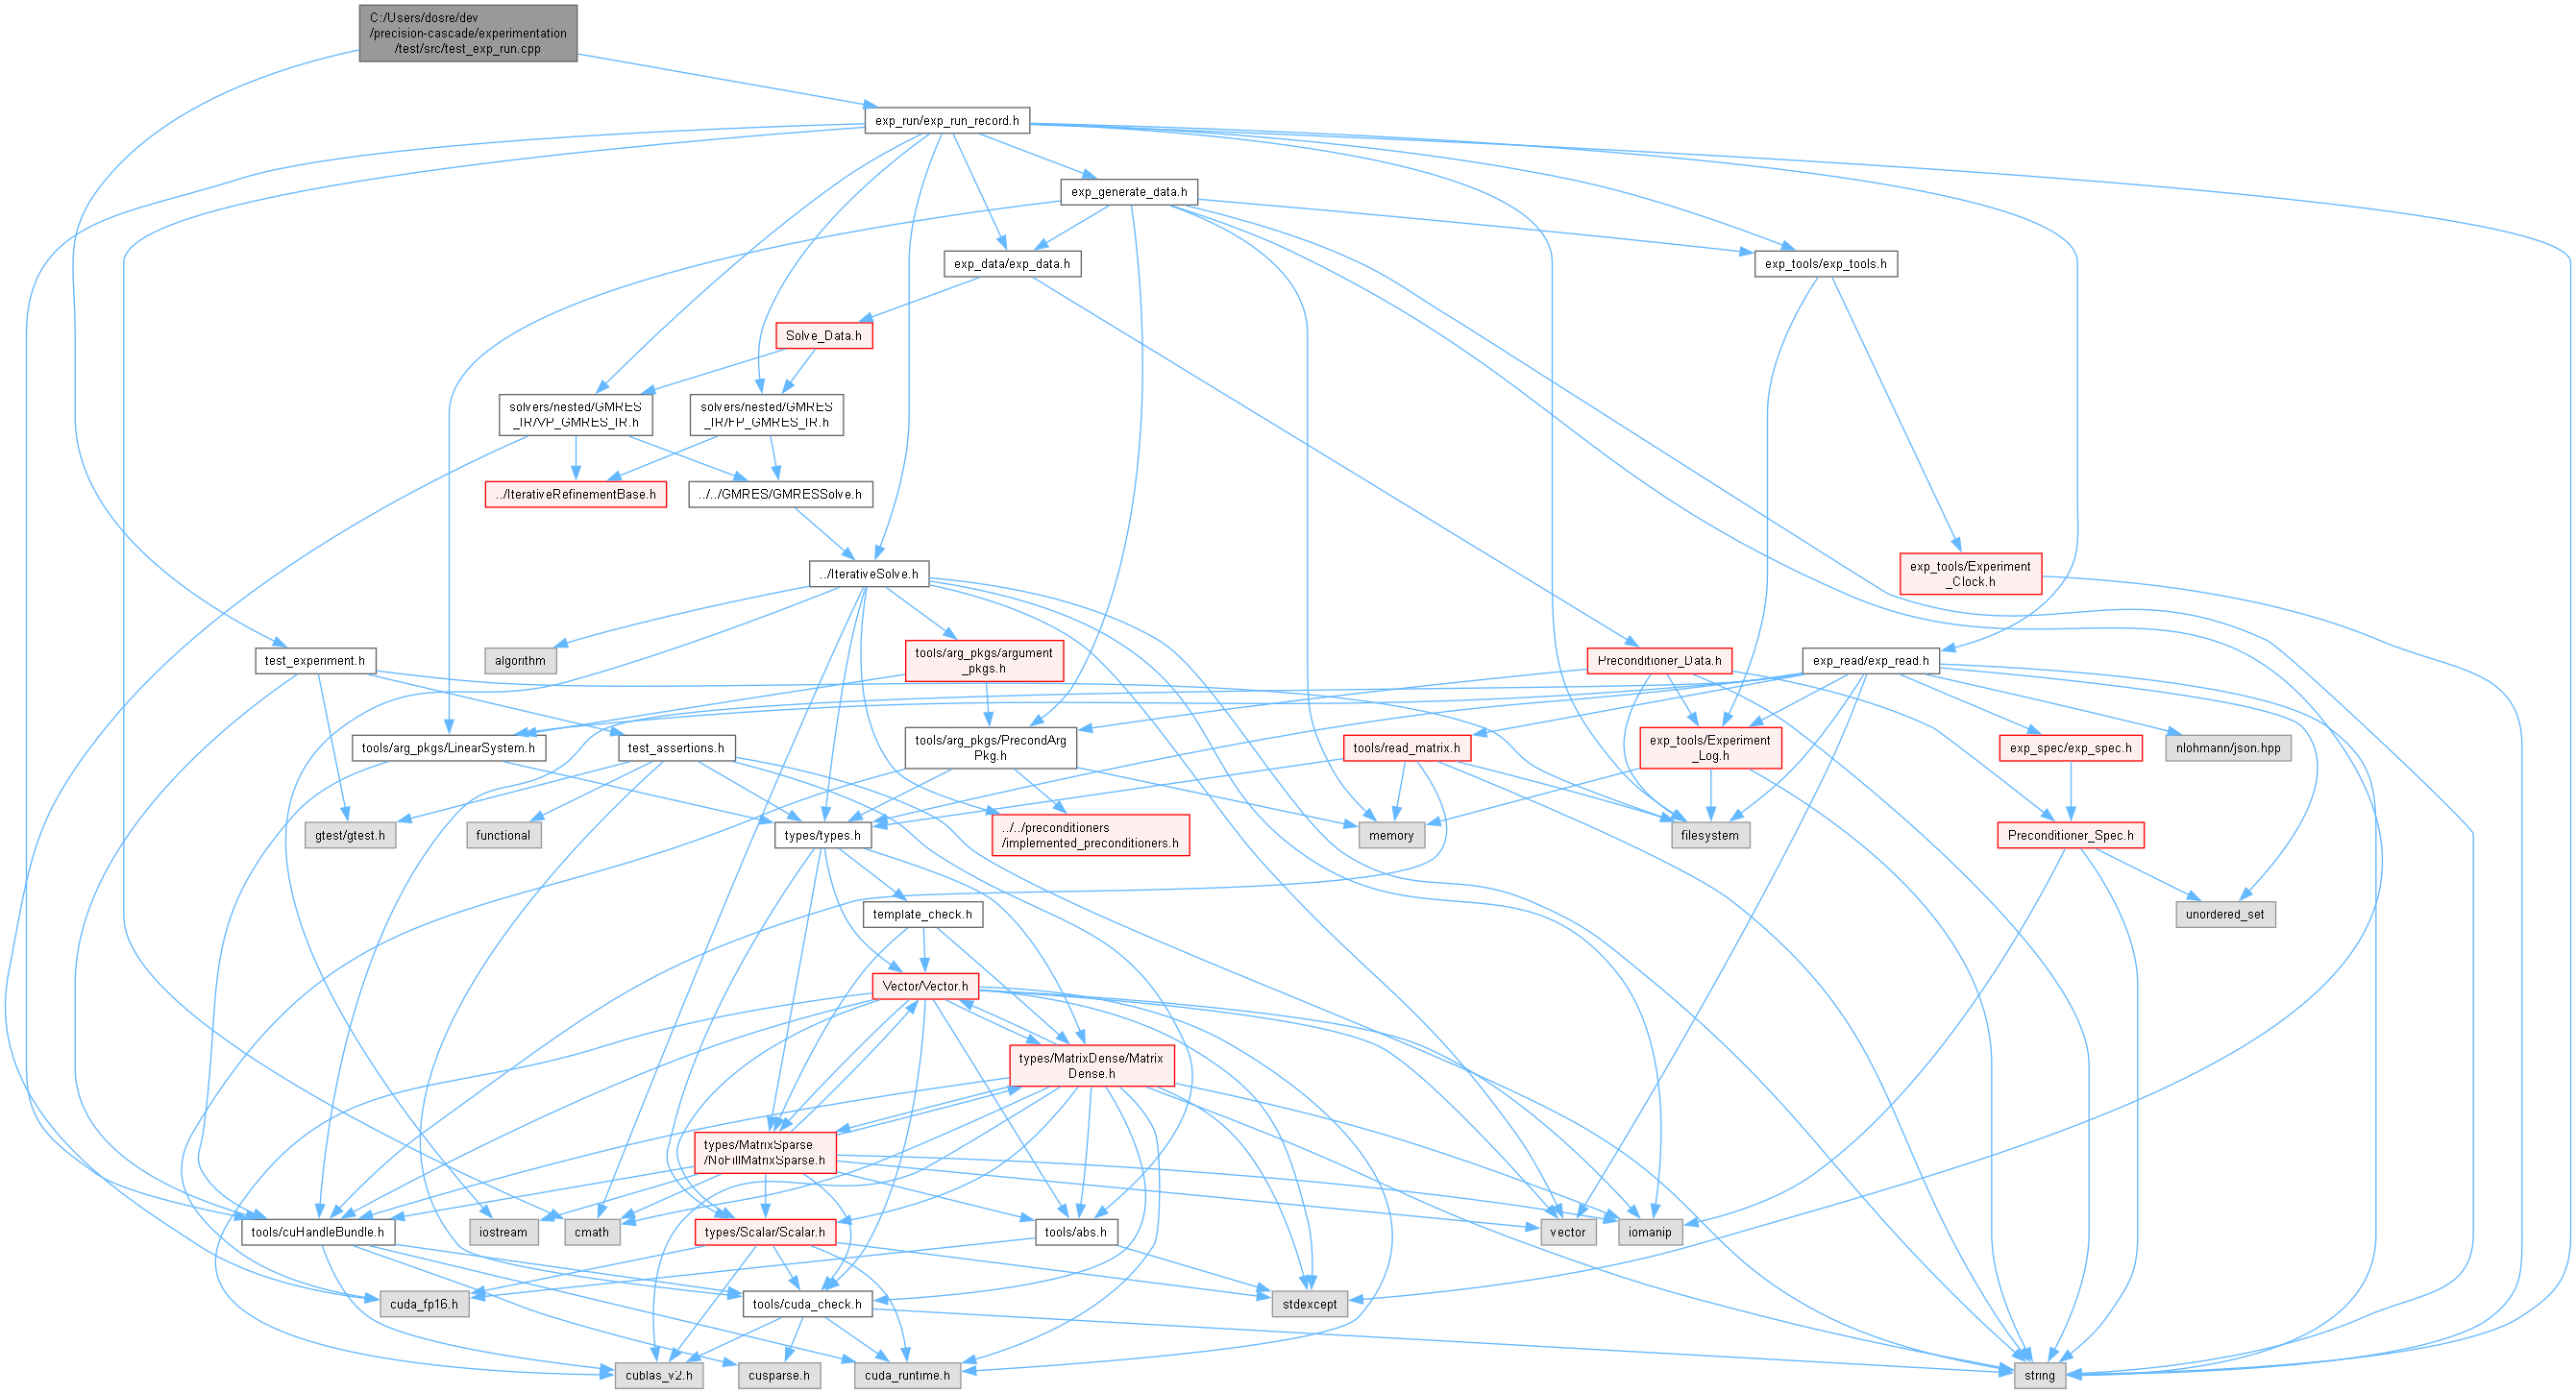 C:/Users/dosre/dev
/precision-cascade/experimentation
/test/src/test_exp_run.cpp
exp_run/exp_run_record.h
exp_generate_data.h
exp_data/exp_data.h
exp_tools/exp_tools.h
Solve_Data.h
solvers/nested/GMRES
_IR/VP_GMRES_IR.h
solvers/nested/GMRES
_IR/FP_GMRES_IR.h
../IterativeRefinementBase.h
../../GMRES/GMRESSolve.h
../IterativeSolve.h
exp_tools/Experiment
_Clock.h
test_experiment.h
algorithm
tools/arg_pkgs/argument
_pkgs.h
Preconditioner_Data.h
exp_read/exp_read.h
tools/arg_pkgs/LinearSystem.h
test_assertions.h
tools/arg_pkgs/PrecondArg
Pkg.h
tools/read_matrix.h
exp_tools/Experiment
_Log.h
exp_spec/exp_spec.h
nlohmann/json.hpp
gtest/gtest.h
functional
types/types.h
../../preconditioners
/implemented_preconditioners.h
memory
filesystem
Preconditioner_Spec.h
template_check.h
unordered_set
Vector/Vector.h
types/MatrixDense/Matrix
Dense.h
types/MatrixSparse
/NoFillMatrixSparse.h
tools/cuHandleBundle.h
iostream
cmath
types/Scalar/Scalar.h
tools/abs.h
vector
iomanip
cuda_fp16.h
tools/cuda_check.h
stdexcept
cublas_v2.h
cusparse.h
cuda_runtime.h
string